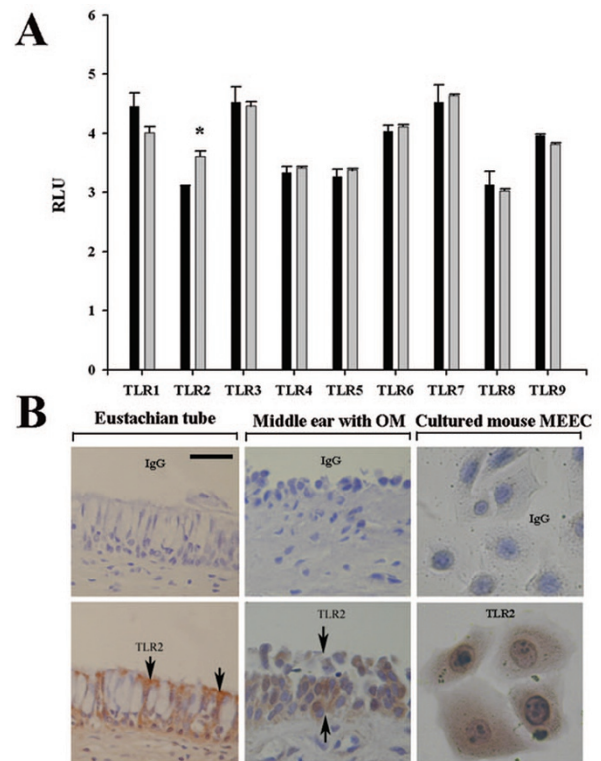 A
6
5
4
3
2
1
0
RLU
*
TLR1 TLR2 TLR3 TLR4 TLR5 TLR6 TLR7 TLR8 TLR9
B
Eustachian tube Middle ear with OM Cultured mouse MEEC
IgG IgG IgG
TLR2 TLR2 TLR2